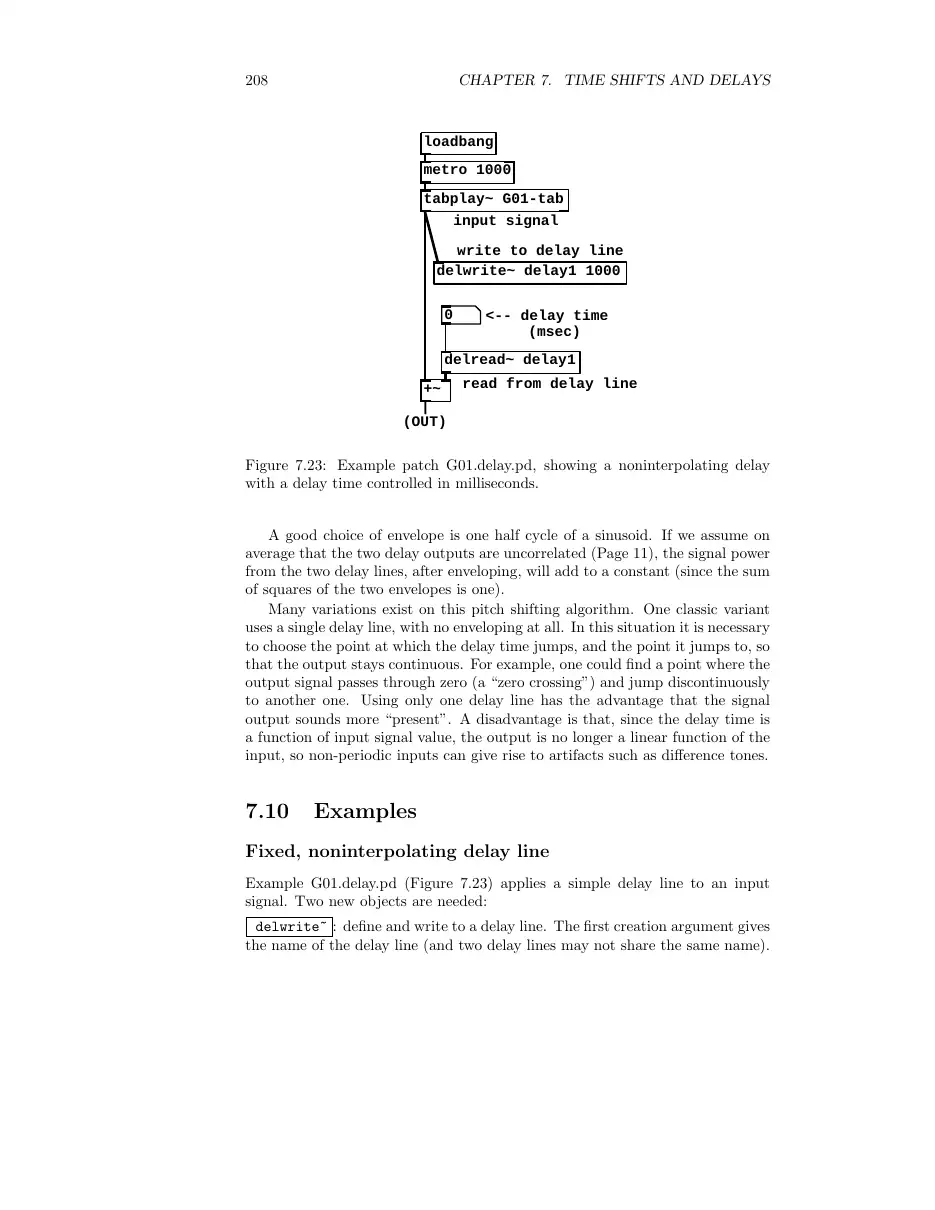 208 CHAPTER 7. TIME SHIFTS AND DELAYS
loadbang
metro 1000
tabplay~ G01-tab
input signal
write to delay line
delwrite~ delay1 1000
0 <-- delay time
(msec)
delread~ delay1
+~ read from delay line
(OUT)
Figure 7.23: Example patch G01.delay.pd, showing a noninterpolating delay
with a delay time controlled in milliseconds.
A good choice of envelope is one half cycle of a sinusoid. If we assume on
average that the two delay outputs are uncorrelated (Page 11), the signal power
from the two delay lines, after enveloping, will add to a constant (since the sum
of squares of the two envelopes is one).
Many variations exist on this pitch shifting algorithm. One classic variant
uses a single delay line, with no enveloping at all. In this situation it is necessary
to choose the point at which the delay time jumps, and the point it jumps to, so
that the output stays continuous. For example, one could find a point where the
output signal passes through zero (a “zero crossing”) and jump discontinuously
to another one. Using only one delay line has the advantage that the signal
output sounds more “present”. A disadvantage is that, since the delay time is
a function of input signal value, the output is no longer a linear function of the
input, so non-periodic inputs can give rise to artifacts such as difference tones.
7.10 Examples
Fixed, noninterpolating delay line
Example G01.delay.pd (Figure 7.23) applies a simple delay line to an input
signal. Two new objects are needed:
delwrite~ : define and write to a delay line. The first creation argument gives
the name of the delay line (and two delay lines may not share the same name).